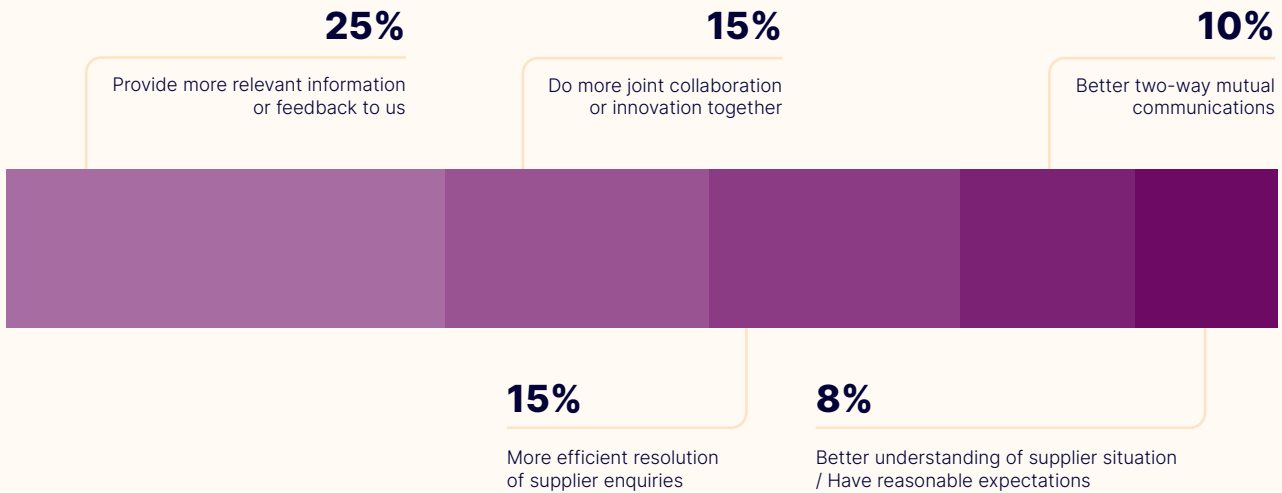 25%
Provide more relevant information
or feedback to us
15%
Do more joint collaboration
or innovation together
10%
Better two-way mutual
communications
15%
More efficient resolution
of supplier enquiries
8%
Better understanding of supplier situation
/ Have reasonable expectations